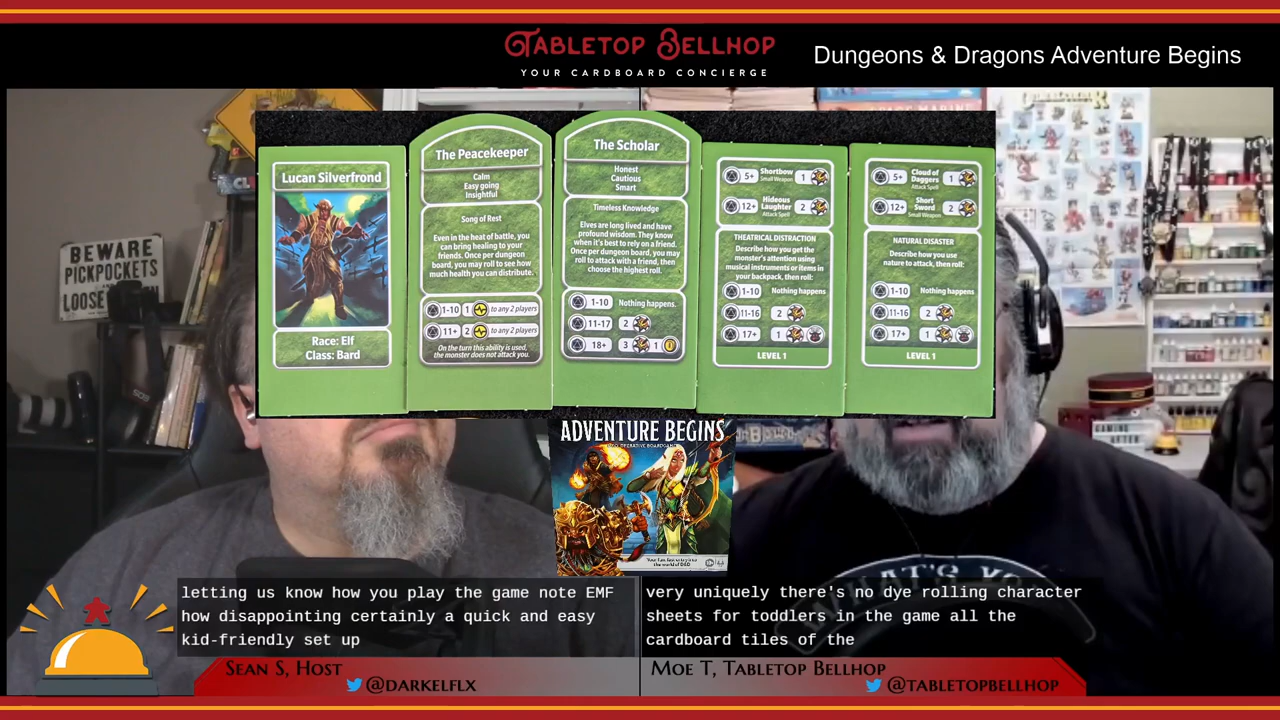 TABLETOP BELLHOP
YOUR CARDBOARD CONCIERGE
Dungeons & Dragons Adventure Begins
BEWARE
PICKPOCKETS
AND
LOOSE
Lucan Silverfrond
Race: Elf
Class: Bard
The Peacekeeper
Calm
Easy going
Insightful
Song of Rest
Even in the heat of battle, you
can bring healing to your
friends. Once per dungeon
board, you may roll to see how
much health you can distribute.
1-10 1 to any 2 players
11+ 2 to any 2 players
On the turn this ability is used,
the monster does not attack you.
The Scholar
Honest
Cautious
Smart
Timeless Knowledge
Elves are long lived and have
profound wisdom. They know
when it's best to rely on a friend.
Once per dungeon board, you may
roll to attack with a friend, then
choose the highest roll.
1-10 Nothing happens.
11-17 2
18+ 3 1
5+ Shortbow 1
Small Weapon
12+ Hideous Laughter 2
Attack Spell
THEATRICAL DISTRACTION
Describe how you get the
monster's attention using
musical instruments or items in
your backpack, then roll:
1-10 Nothing happens
11-16 2
17+ 1
LEVEL 1
5+ Cloud of Daggers 1
Attack Spell
12+ Short Sword 2
Small Weapon
NATURAL DISASTER
Describe how you use
nature to attack, then roll:
1-10 Nothing happens
11-16 2
17+ 1
LEVEL 1
ADVENTURE BEGINS
letting us know how you play the game note EMF
how disappointing certainly a quick and easy
kid-friendly set up
very uniquely there's no dye rolling character
sheets for toddlers in the game all the
cardboard tiles of the
WHAT'S YO
SEAN S, HOST
@DARKELFLX
MOE T, TABLETOP BELLHOP
@TABLETOPBELLHOP